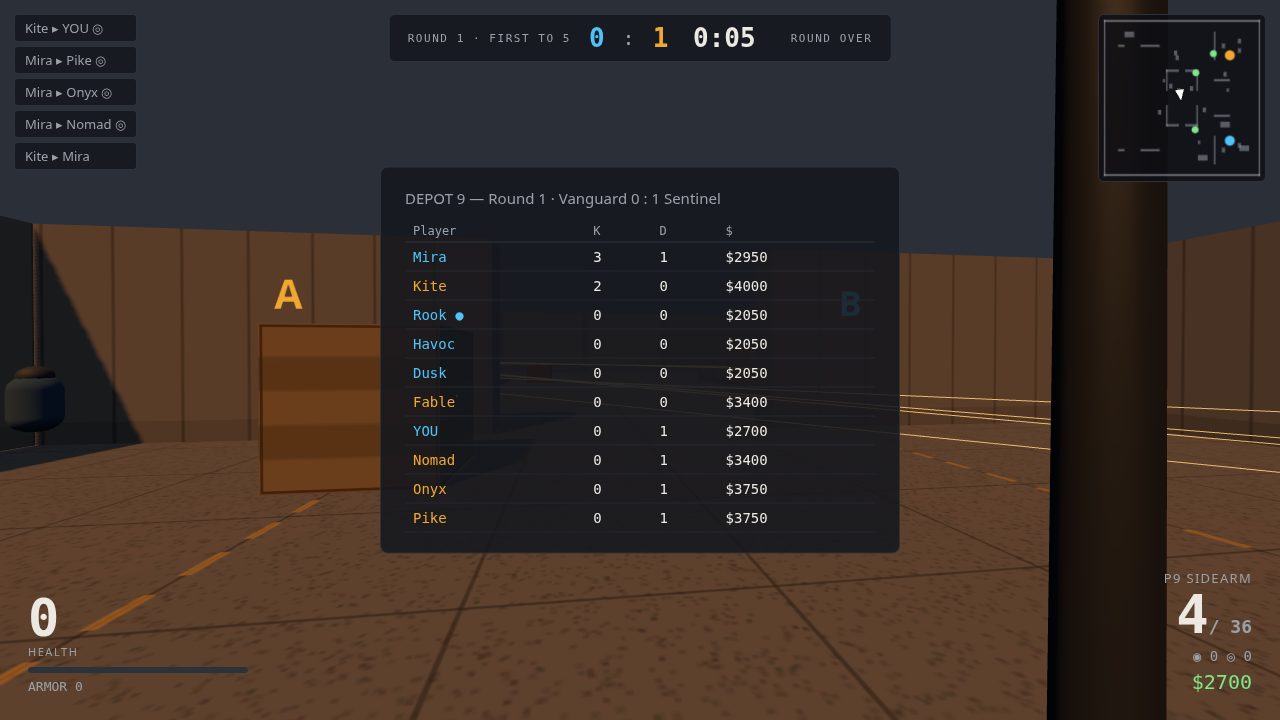 Kite ▸ YOU ◎
Mira ▸ Pike ◎
Mira ▸ Onyx ◎
Mira ▸ Nomad ◎
Kite ▸ Mira
ROUND 1 · FIRST TO 5 0 : 1 0:05 ROUND OVER
A
B
DEPOT 9 — Round 1 · Vanguard 0 : 1 Sentinel
Player K D $
Mira 3 1 $2950
Kite 2 0 $4000
Rook ● 0 0 $2050
Havoc 0 0 $2050
Dusk 0 0 $2050
Fable 0 0 $3400
YOU 0 1 $2700
Nomad 0 1 $3400
Onyx 0 1 $3750
Pike 0 1 $3750
0
HEALTH
ARMOR 0
P9 SIDEARM
4 / 36
◉ 0 ◎ 0
$2700